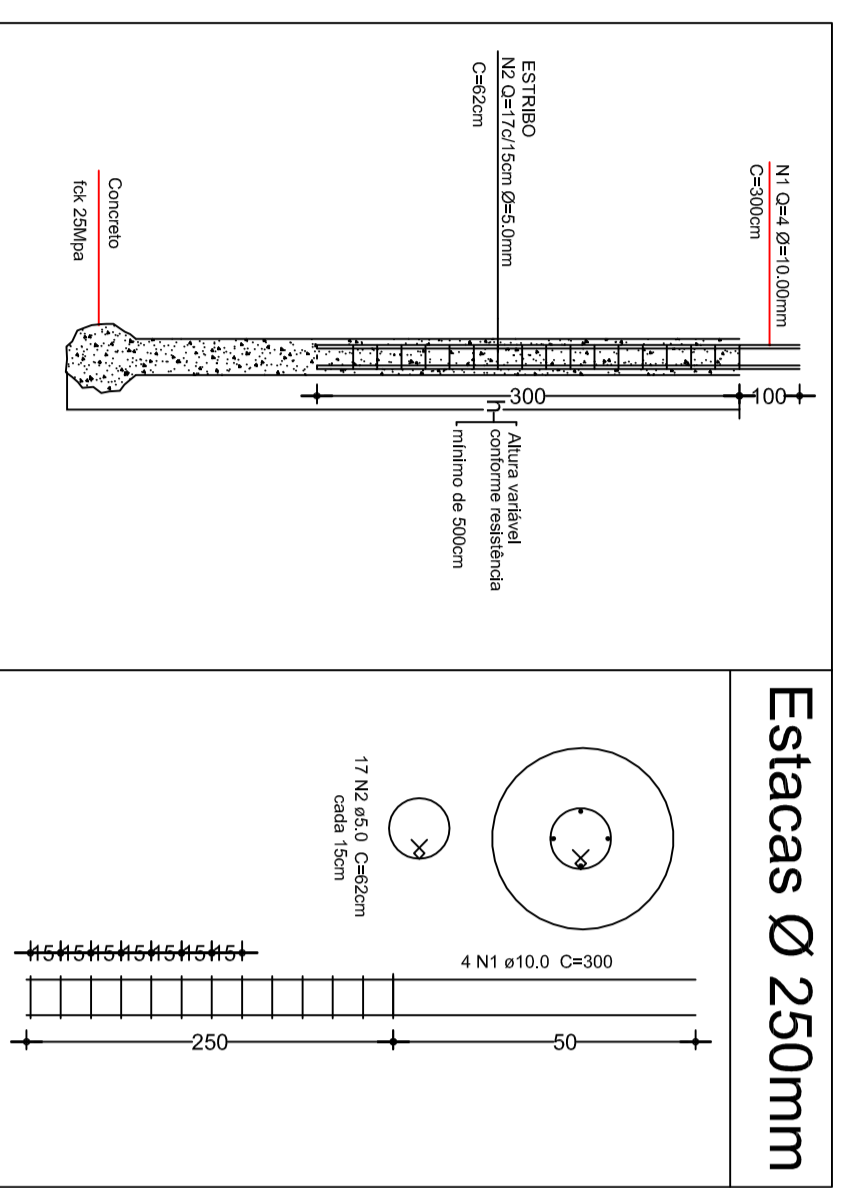 Estacas Ø 250mm
N1 Q=4 Ø=10.00mm
C=300cm
ESTRIBO
N2 Q=17c/15cm Ø=5.0mm
C=62cm
Concreto
fck 25Mpa
100
300
h
Altura variável
conforme resistência
mínimo de 500cm
17 N2 ø5.0 C=62cm
cada 15cm
4 N1 ø10.0 C=300
15 15 15 15 15 15 15
250
50